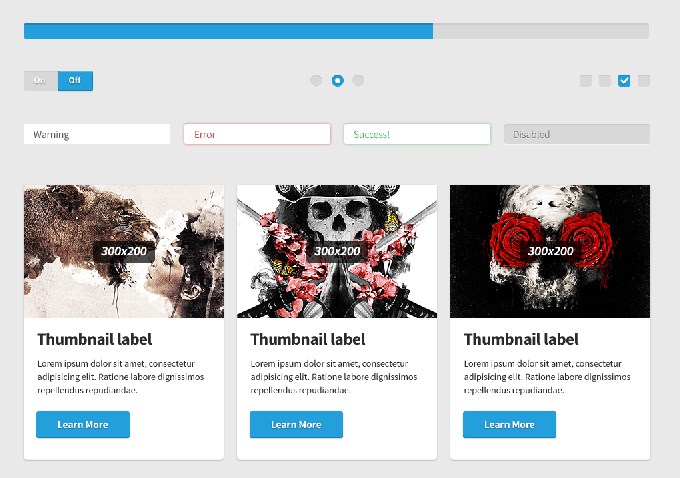 On Off
Warning Error Success! Disabled
300x200 300x200 300x200
Thumbnail label
Lorem ipsum dolor sit amet, consectetur
adipisicing elit. Ratione labore dignissimos
repellendus repudiandae.
Learn More
Thumbnail label
Lorem ipsum dolor sit amet, consectetur
adipisicing elit. Ratione labore dignissimos
repellendus repudiandae.
Learn More
Thumbnail label
Lorem ipsum dolor sit amet, consectetur
adipisicing elit. Ratione labore dignissimos
repellendus repudiandae.
Learn More